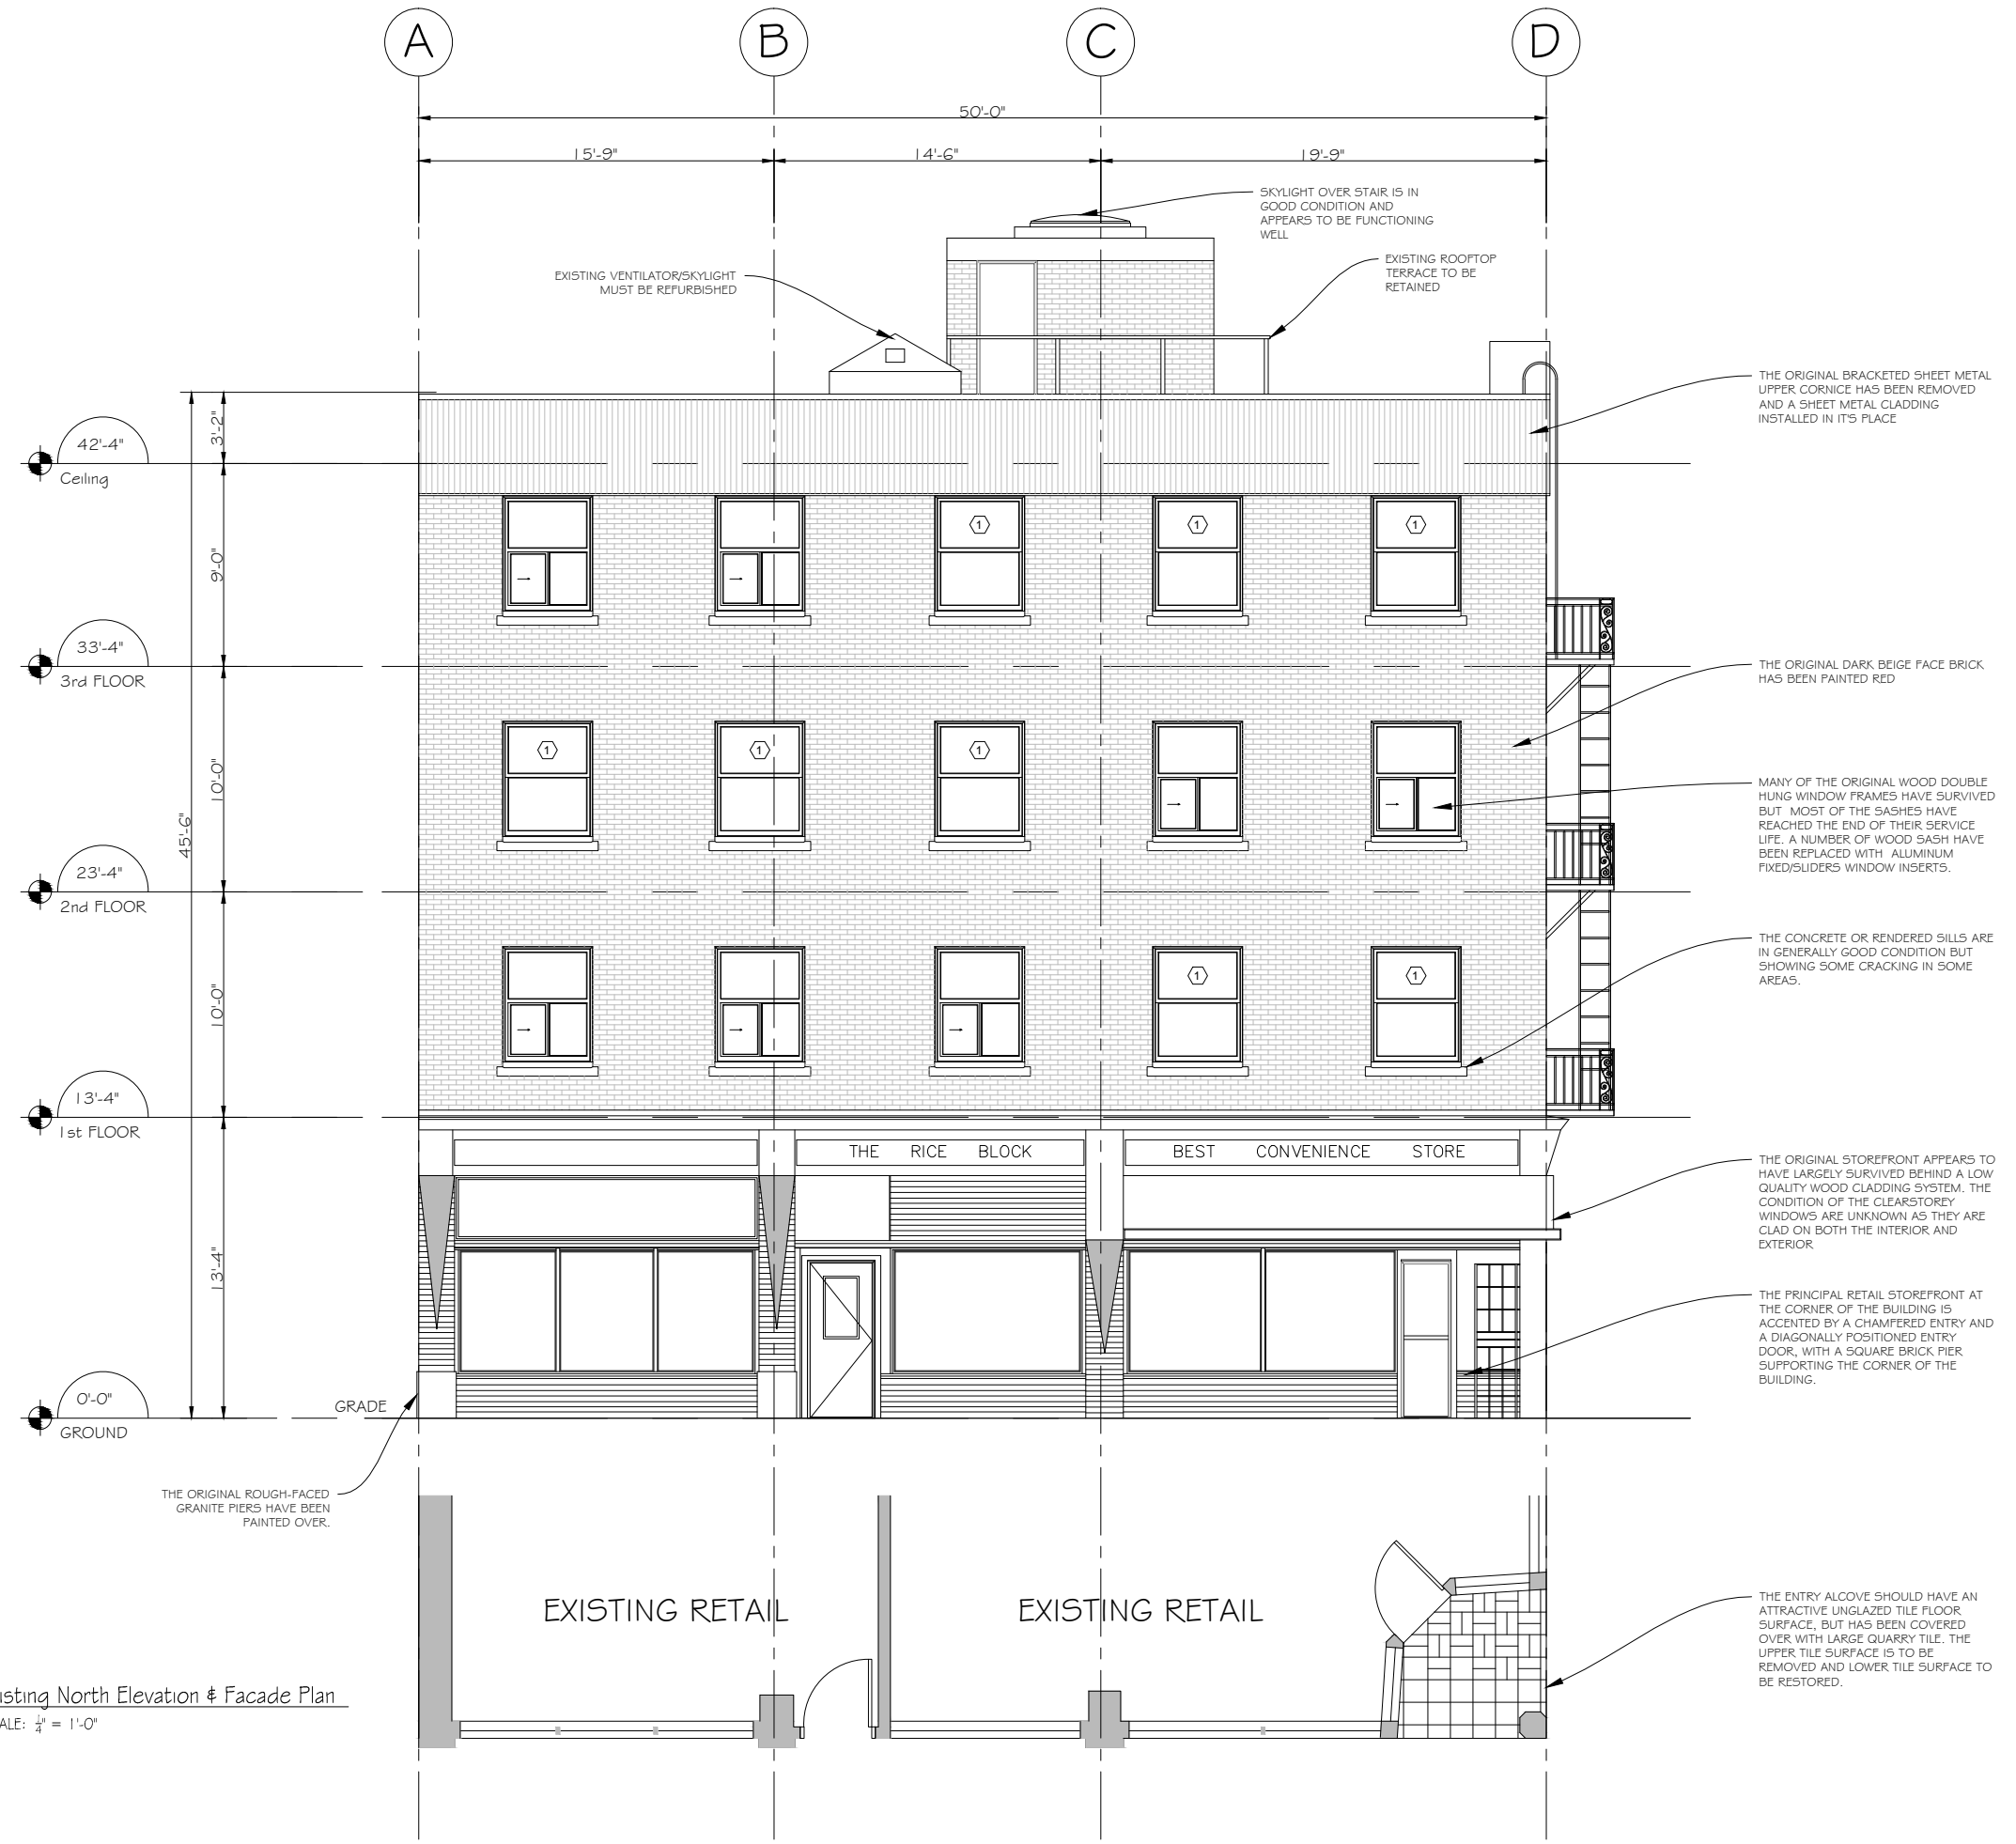 A B C D
50'-0"
15'-9" 14'-6" 19'-9"
SKYLIGHT OVER STAIR IS IN
GOOD CONDITION AND
APPEARS TO BE FUNCTIONING
WELL
EXISTING VENTILATOR/SKYLIGHT
MUST BE REFURBISHED
EXISTING ROOFTOP
TERRACE TO BE
RETAINED
THE ORIGINAL BRACKETED SHEET METAL
UPPER CORNICE HAS BEEN REMOVED
AND A SHEET METAL CLADDING
INSTALLED IN IT'S PLACE
3'-2"
42'-4"
Ceiling
1 1 1
9'-0"
33'-4"
3rd FLOOR
THE ORIGINAL DARK BEIGE FACE BRICK
HAS BEEN PAINTED RED
1 1 1
10'-0"
45'-6"
MANY OF THE ORIGINAL WOOD DOUBLE
HUNG WINDOW FRAMES HAVE SURVIVED
BUT MOST OF THE SASHES HAVE
REACHED THE END OF THEIR SERVICE
LIFE. A NUMBER OF WOOD SASH HAVE
BEEN REPLACED WITH ALUMINUM
FIXED/SLIDERS WINDOW INSERTS.
23'-4"
2nd FLOOR
THE CONCRETE OR RENDERED SILLS ARE
IN GENERALLY GOOD CONDITION BUT
SHOWING SOME CRACKING IN SOME
AREAS.
1 1
10'-0"
13'-4"
1st FLOOR
THE RICE BLOCK
BEST CONVENIENCE STORE
THE ORIGINAL STOREFRONT APPEARS TO
HAVE LARGELY SURVIVED BEHIND A LOW
QUALITY WOOD CLADDING SYSTEM. THE
CONDITION OF THE CLEARSTOREY
WINDOWS ARE UNKNOWN AS THEY ARE
CLAD ON BOTH THE INTERIOR AND
EXTERIOR
13'-4"
THE PRINCIPAL RETAIL STOREFRONT AT
THE CORNER OF THE BUILDING IS
ACCENTED BY A CHAMFERED ENTRY AND
A DIAGONALLY POSITIONED ENTRY
DOOR, WITH A SQUARE BRICK PIER
SUPPORTING THE CORNER OF THE
BUILDING.
0'-0"
GROUND
GRADE
THE ORIGINAL ROUGH-FACED
GRANITE PIERS HAVE BEEN
PAINTED OVER.
EXISTING RETAIL
EXISTING RETAIL
THE ENTRY ALCOVE SHOULD HAVE AN
ATTRACTIVE UNGLAZED TILE FLOOR
SURFACE, BUT HAS BEEN COVERED
OVER WITH LARGE QUARRY TILE. THE
UPPER TILE SURFACE IS TO BE
REMOVED AND LOWER TILE SURFACE TO
BE RESTORED.
isting North Elevation & Facade Plan
ALE: 1/4" = 1'-0"